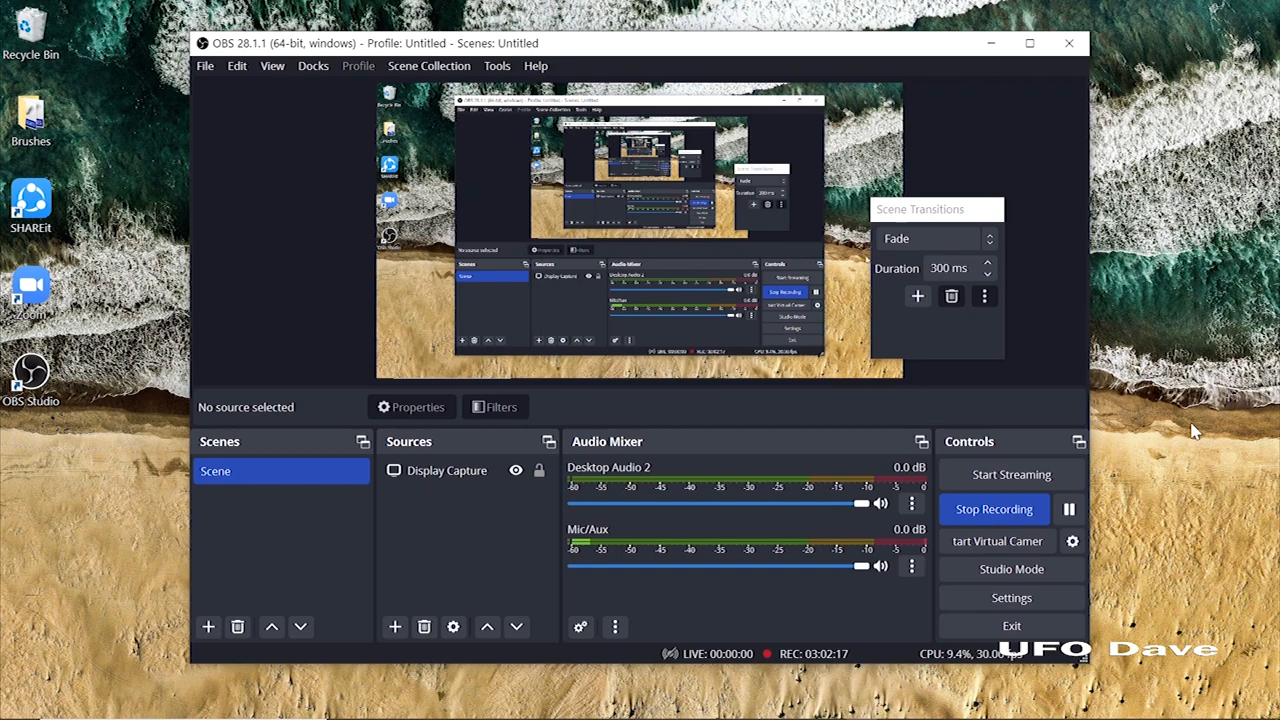 OBS 28.1.1 (64-bit, windows) - Profile: Untitled - Scenes: Untitled
File Edit View Docks Profile Scene Collection Tools Help
Recycle Bin
Brushes
SHAREit
Zoom
OBS Studio
Scene Transitions
Fade
Duration 300 ms
No source selected
Properties
Filters
Scenes
Scene
Sources
Display Capture
Audio Mixer
Desktop Audio 2 0.0 dB
-60 -55 -50 -45 -40 -35 -30 -25 -20 -15 -10 -5 0
Mic/Aux 0.0 dB
-60 -55 -50 -45 -40 -35 -30 -25 -20 -15 -10 -5 0
Controls
Start Streaming
Stop Recording
tart Virtual Camer
Studio Mode
Settings
Exit
LIVE: 00:00:00 REC: 03:02:17 CPU: 9.4%, 30.00 fps
UFO Dave